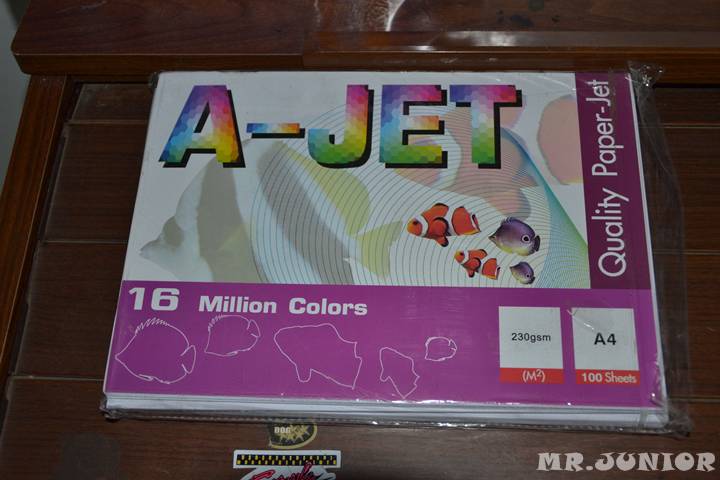 A-JET
Quality Paper-Jet
16 Million Colors
230gsm
(M²)
A4
100 Sheets
MR.JUNIOR